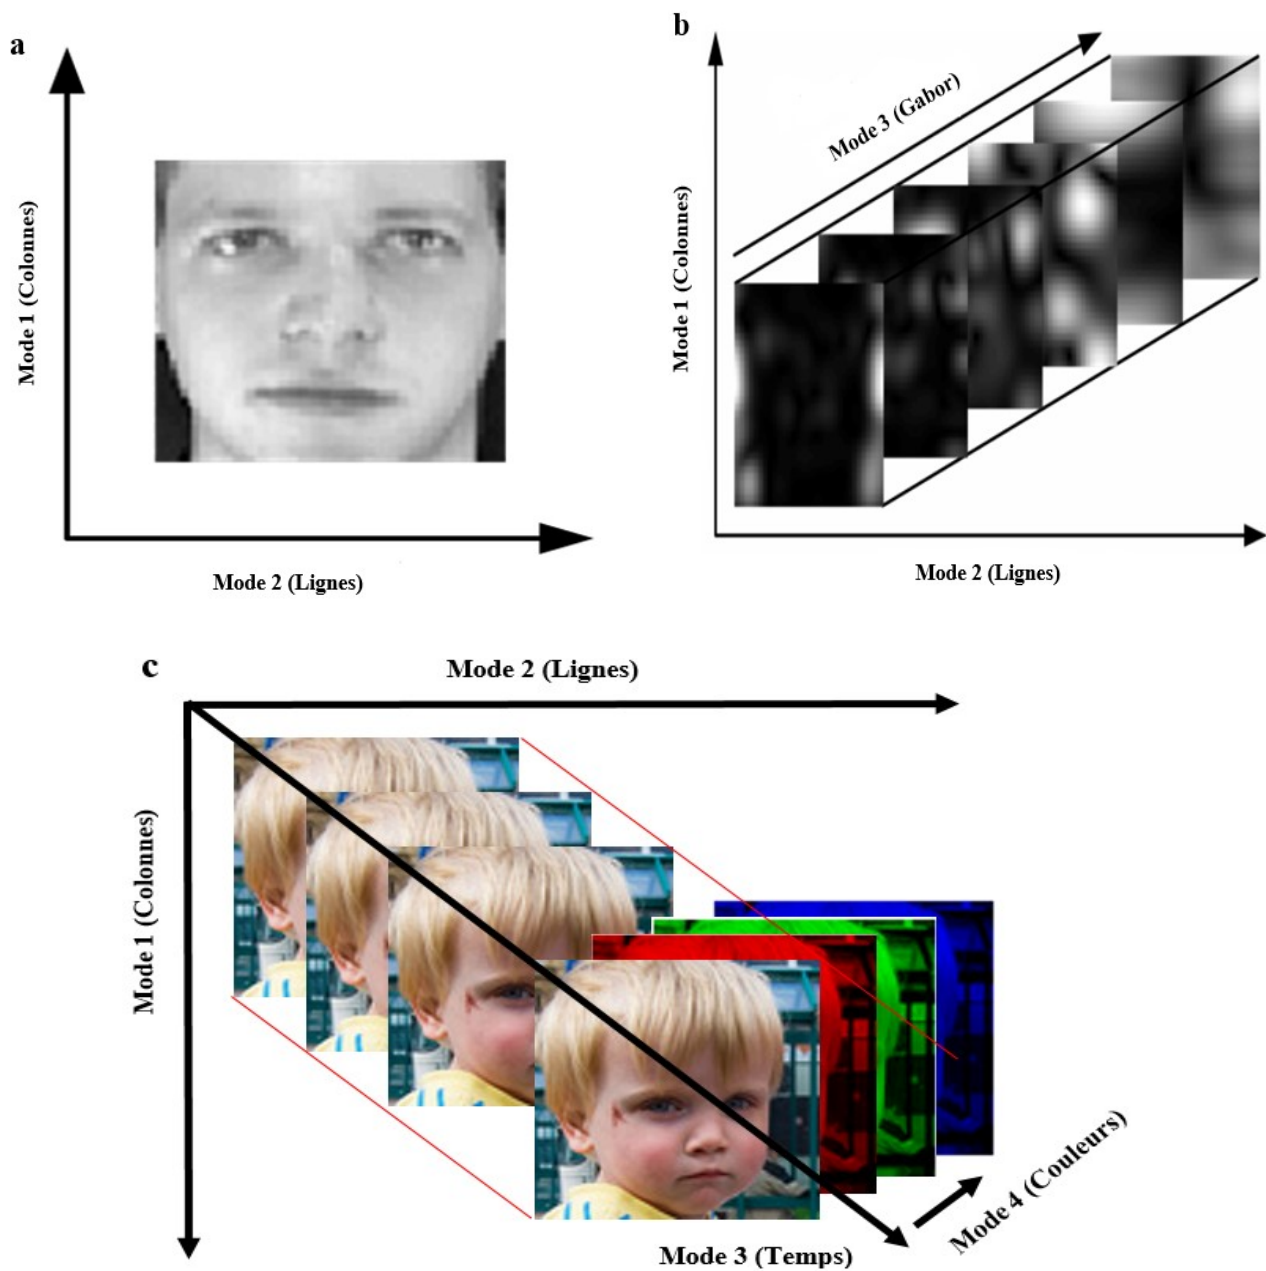 a
Mode 1 (Colonnes)
Mode 2 (Lignes)
b
Mode 3 (Gabor)
Mode 1 (Colonnes)
Mode 2 (Lignes)
c
Mode 2 (Lignes)
Mode 1 (Colonnes)
Mode 4 (Couleurs)
Mode 3 (Temps)